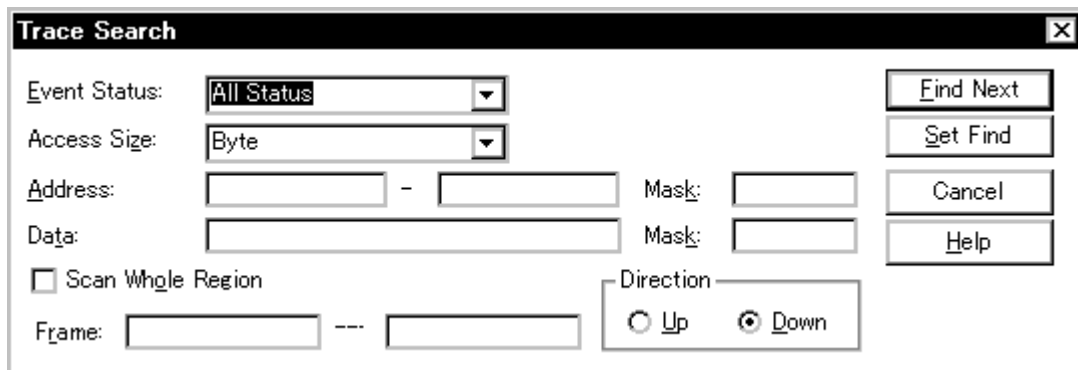 Trace Search
Event Status: All Status Find Next
Access Size: Byte Set Find
Address: - Mask: Cancel
Data: Mask: Help
Scan Whole Region Direction
Frame: ---- Up Down